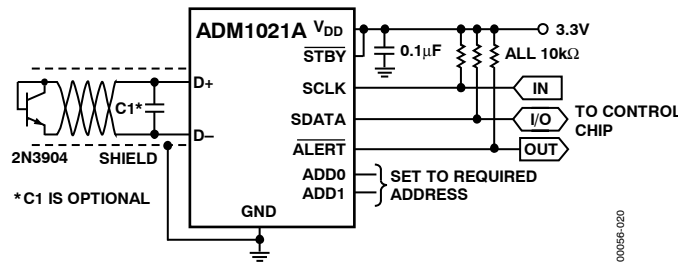 ADM1021A
VDD
3.3V
STBY
0.1μF
ALL 10kΩ
D+
SCLK
IN
C1*
SDATA
I/O
TO CONTROL
CHIP
D–
ALERT
OUT
2N3904
SHIELD
ADD0
ADD1
SET TO REQUIRED
ADDRESS
*C1 IS OPTIONAL
GND
00056-020